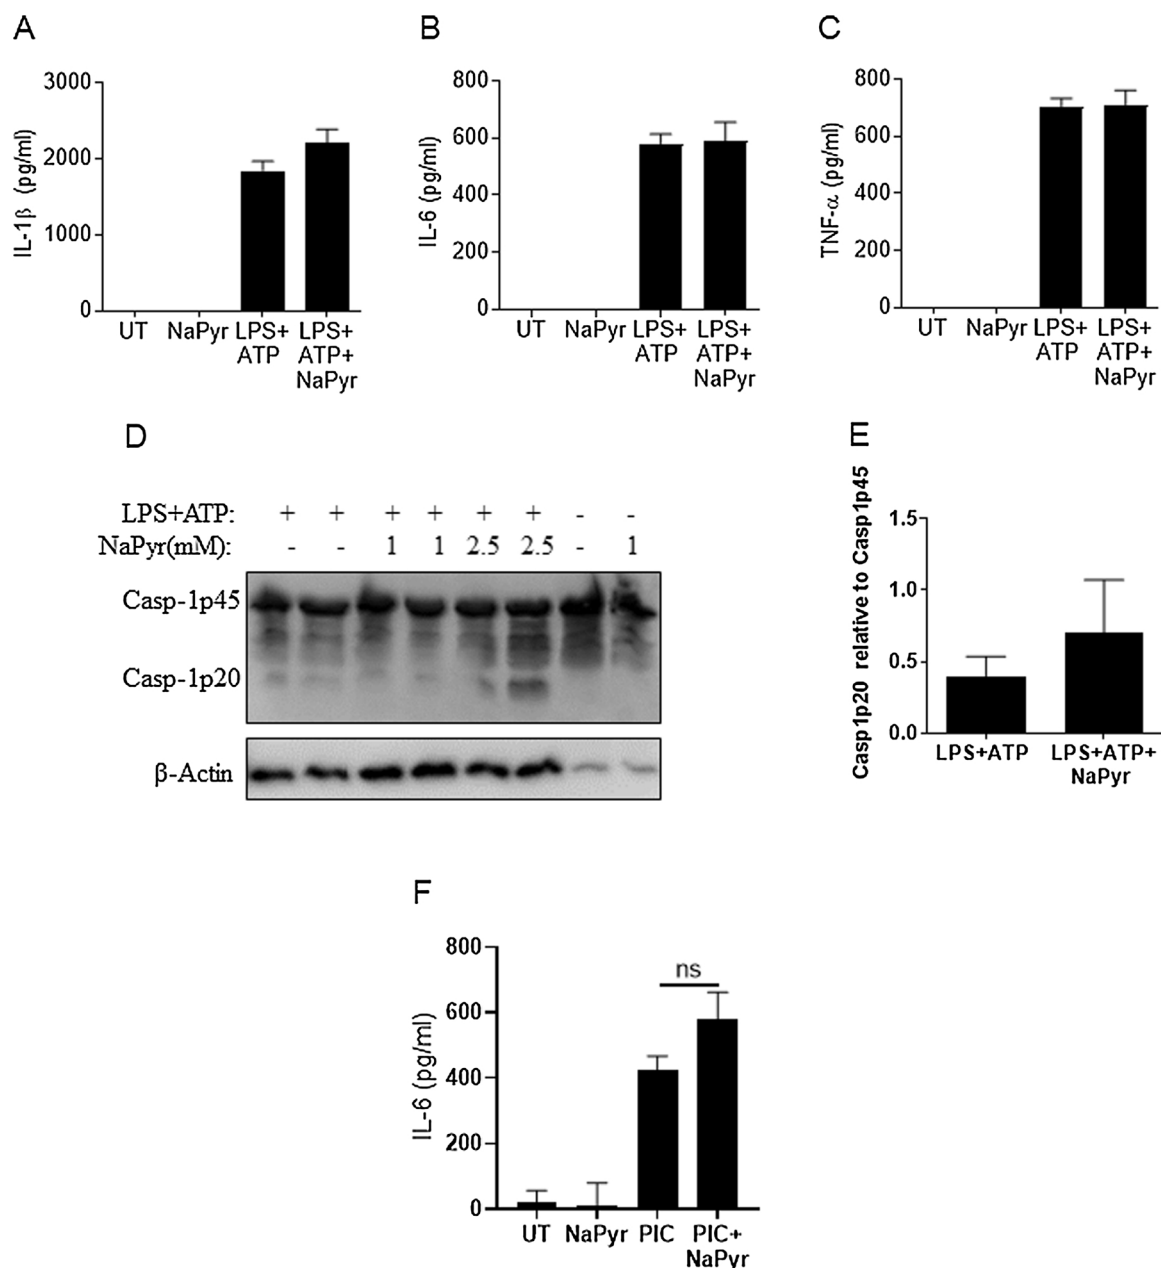 A
IL-1β (pg/ml)
3000
2000
1000
0
UT
NaPyr
LPS+
ATP
LPS+
ATP+
NaPyr
B
IL-6 (pg/ml)
800
600
400
200
0
UT
NaPyr
LPS+
ATP
LPS+
ATP+
NaPyr
C
TNF-α (pg/ml)
800
600
400
200
0
UT
NaPyr
LPS+
ATP
LPS+
ATP+
NaPyr
D
LPS+ATP: + + + + + + - -
NaPyr(mM): - - 1 1 2.5 2.5 - 1
Casp-1p45
Casp-1p20
β-Actin
E
Casp1p20 relative to Casp1p45
1.5
1.0
0.5
0.0
LPS+ATP
LPS+ATP+
NaPyr
F
IL-6 (pg/ml)
800
600
400
200
0
ns
UT
NaPyr
PIC
PIC+
NaPyr